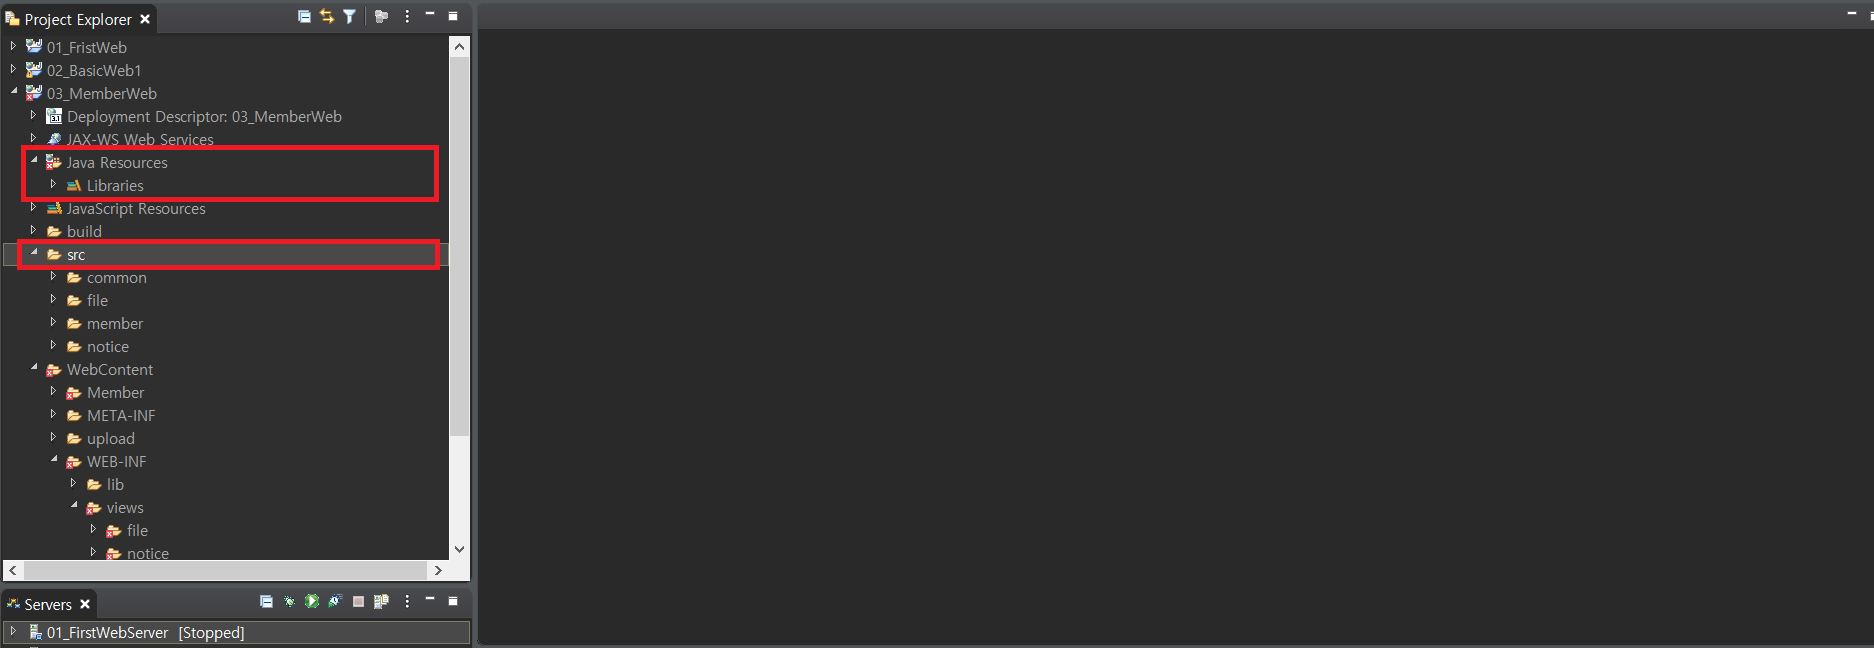 Project Explorer
01_FristWeb
02_BasicWeb1
03_MemberWeb
Deployment Descriptor: 03_MemberWeb
JAX-WS Web Services
Java Resources
Libraries
JavaScript Resources
build
src
common
file
member
notice
WebContent
Member
META-INF
upload
WEB-INF
lib
views
file
notice
Servers
01_FirstWebServer [Stopped]